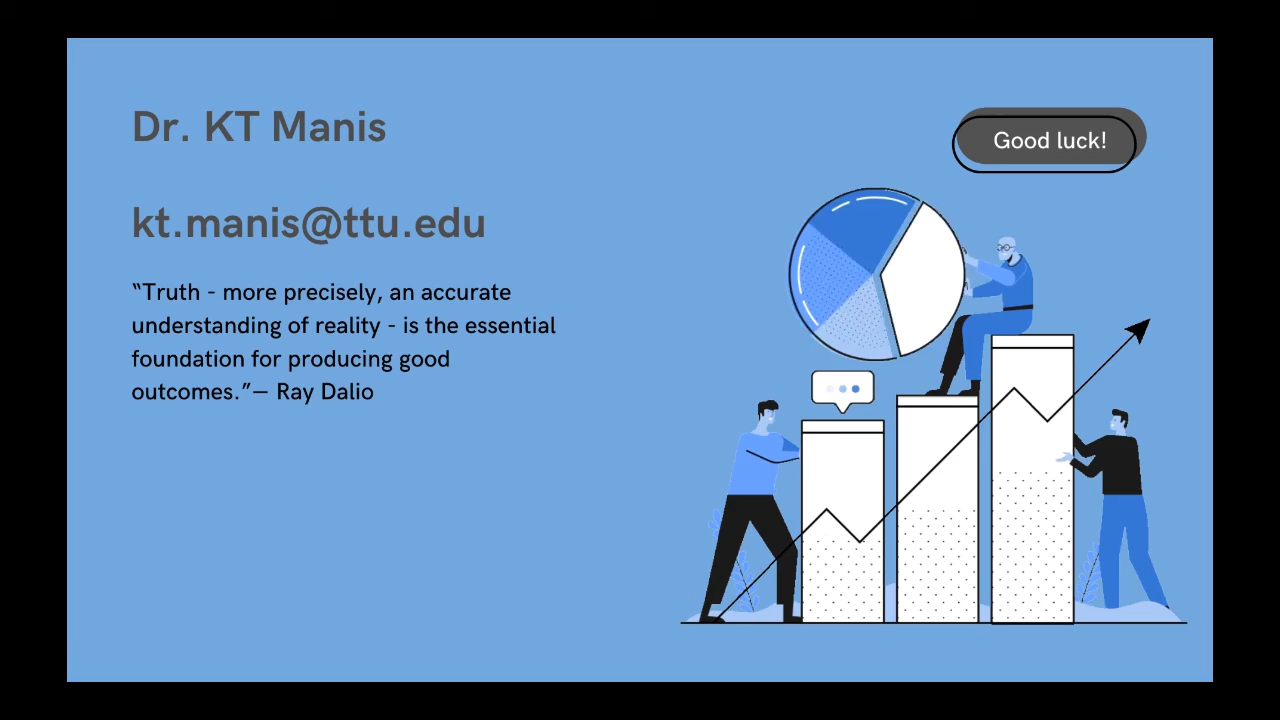 Dr. KT Manis
Good luck!
kt.manis@ttu.edu
“Truth - more precisely, an accurate
understanding of reality - is the essential
foundation for producing good
outcomes.”— Ray Dalio